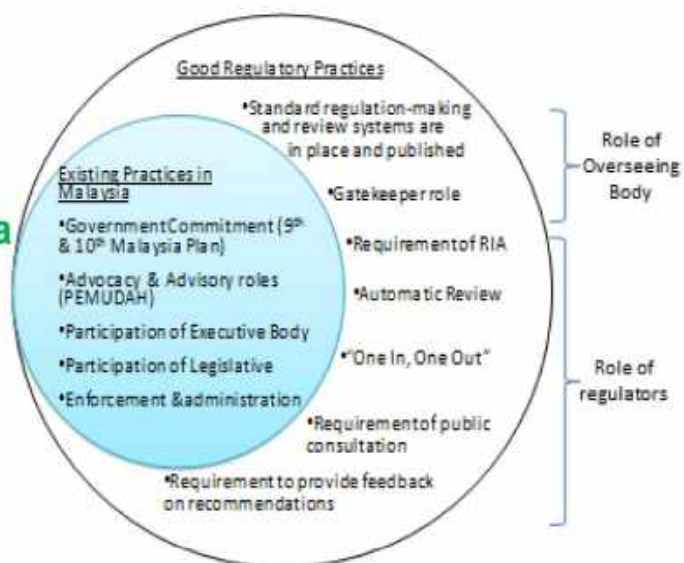 Good Regulatory Practices
•Standard regulation-making
and review systems are
in place and published
•Gatekeeper role
•Requirement of RIA
•Automatic Review
•"One In, One Out"
•Requirement of public
consultation
•Requirement to provide feedback
on recommendations
Existing Practices in
Malaysia
•Government Commitment (9th
& 10th Malaysia Plan)
•Advocacy & Advisory roles
(PEMUDAH)
•Participation of Executive Body
•Participation of Legislative
•Enforcement & administration
Role of
Overseeing
Body
Role of
regulators
a